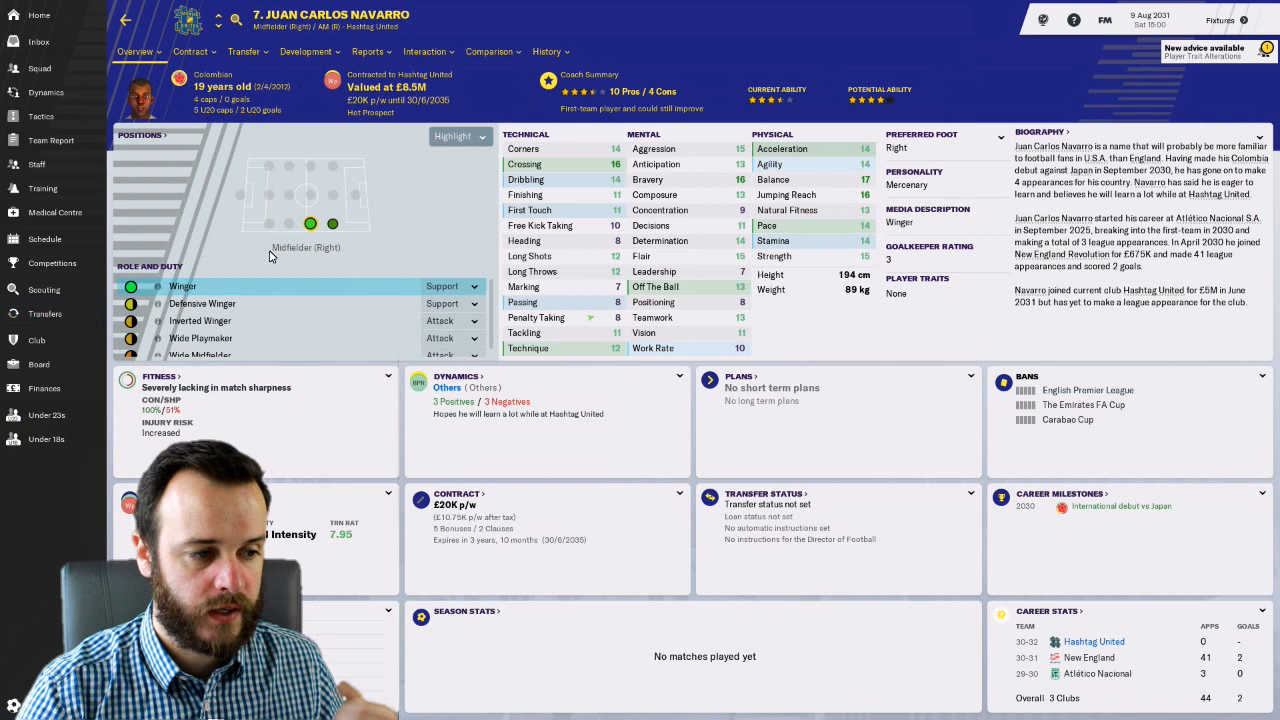 Home
Inbox
Squad
Dynamics
Tactics
Team Report
Staff
Training
Medical Centre
Schedule
Competitions
Scouting
Transfers
Club
Board
Finances
Under 23s
Under 18s
7. JUAN CARLOS NAVARRO
Midfielder (Right) / AM (R) - Hashtag United
FM
9 Aug 2031
Sat 15:00
Fixtures
Overview
Contract
Transfer
Development
Reports
Interaction
Comparison
History
New advice available
Player Trait Alterations
1
Colombian
19 years old (2/4/2012)
4 caps / 0 goals
5 U20 caps / 2 U20 goals
Contracted to Hashtag United
Valued at £8.5M
£20K p/w until 30/6/2035
Hot Prospect
Coach Summary
10 Pros / 4 Cons
First-team player and could still improve
CURRENT ABILITY
POTENTIAL ABILITY
POSITIONS
Highlight
Midfielder (Right)
ROLE AND DUTY
Winger Support
Defensive Winger Support
Inverted Winger Attack
Wide Playmaker Attack
Wide Midfielder Attack
TECHNICAL
Corners 14
Crossing 16
Dribbling 14
Finishing 11
First Touch 11
Free Kick Taking 10
Heading 8
Long Shots 12
Long Throws 12
Marking 7
Passing 8
Penalty Taking 8
Tackling 11
Technique 12
MENTAL
Aggression 15
Anticipation 13
Bravery 16
Composure 13
Concentration 9
Decisions 11
Determination 14
Flair 15
Leadership 7
Off The Ball 13
Positioning 8
Teamwork 13
Vision 11
Work Rate 10
PHYSICAL
Acceleration 14
Agility 14
Balance 17
Jumping Reach 16
Natural Fitness 13
Pace 14
Stamina 14
Strength 15
Height 194 cm
Weight 89 kg
PREFERRED FOOT
Right
PERSONALITY
Mercenary
MEDIA DESCRIPTION
Winger
GOALKEEPER RATING
3
PLAYER TRAITS
None
BIOGRAPHY
Juan Carlos Navarro is a name that will probably be more familiar
to football fans in U.S.A. than England. Having made his Colombia
debut against Japan in September 2030, he has gone on to make
4 appearances for his country. Navarro has said he is eager to
learn and believes he will learn a lot while at Hashtag United.
Juan Carlos Navarro started his career at Atlético Nacional S.A.
in September 2025, breaking into the first-team in 2030 and
making a total of 3 league appearances. In April 2030 he joined
New England Revolution for £675K and made 41 league
appearances and scored 2 goals.
Navarro joined current club Hashtag United for £5M in June
2031 but has yet to make a league appearance for the club.
FITNESS
Severely lacking in match sharpness
CON/SHP
100%/51%
INJURY RISK
Increased
DYNAMICS
BPR
Others (Others)
3 Positives / 3 Negatives
Hopes he will learn a lot while at Hashtag United
PLANS
No short term plans
No long term plans
BANS
English Premier League
The Emirates FA Cup
Carabao Cup
Intensity
TRN RAT
7.95
CONTRACT
£20K p/w
(£10.75K p/w after tax)
5 Bonuses / 2 Clauses
Expires in 3 years, 10 months (30/6/2035)
TRANSFER STATUS
Transfer status not set
Loan status not set
No automatic instructions set
No instructions for the Director of Football
CAREER MILESTONES
2030 International debut vs Japan
SEASON STATS
No matches played yet
CAREER STATS
TEAM APPS GOALS
30-32 Hashtag United 0 -
30-31 New England 41 2
29-30 Atlético Nacional 3 0
Overall 3 Clubs 44 2